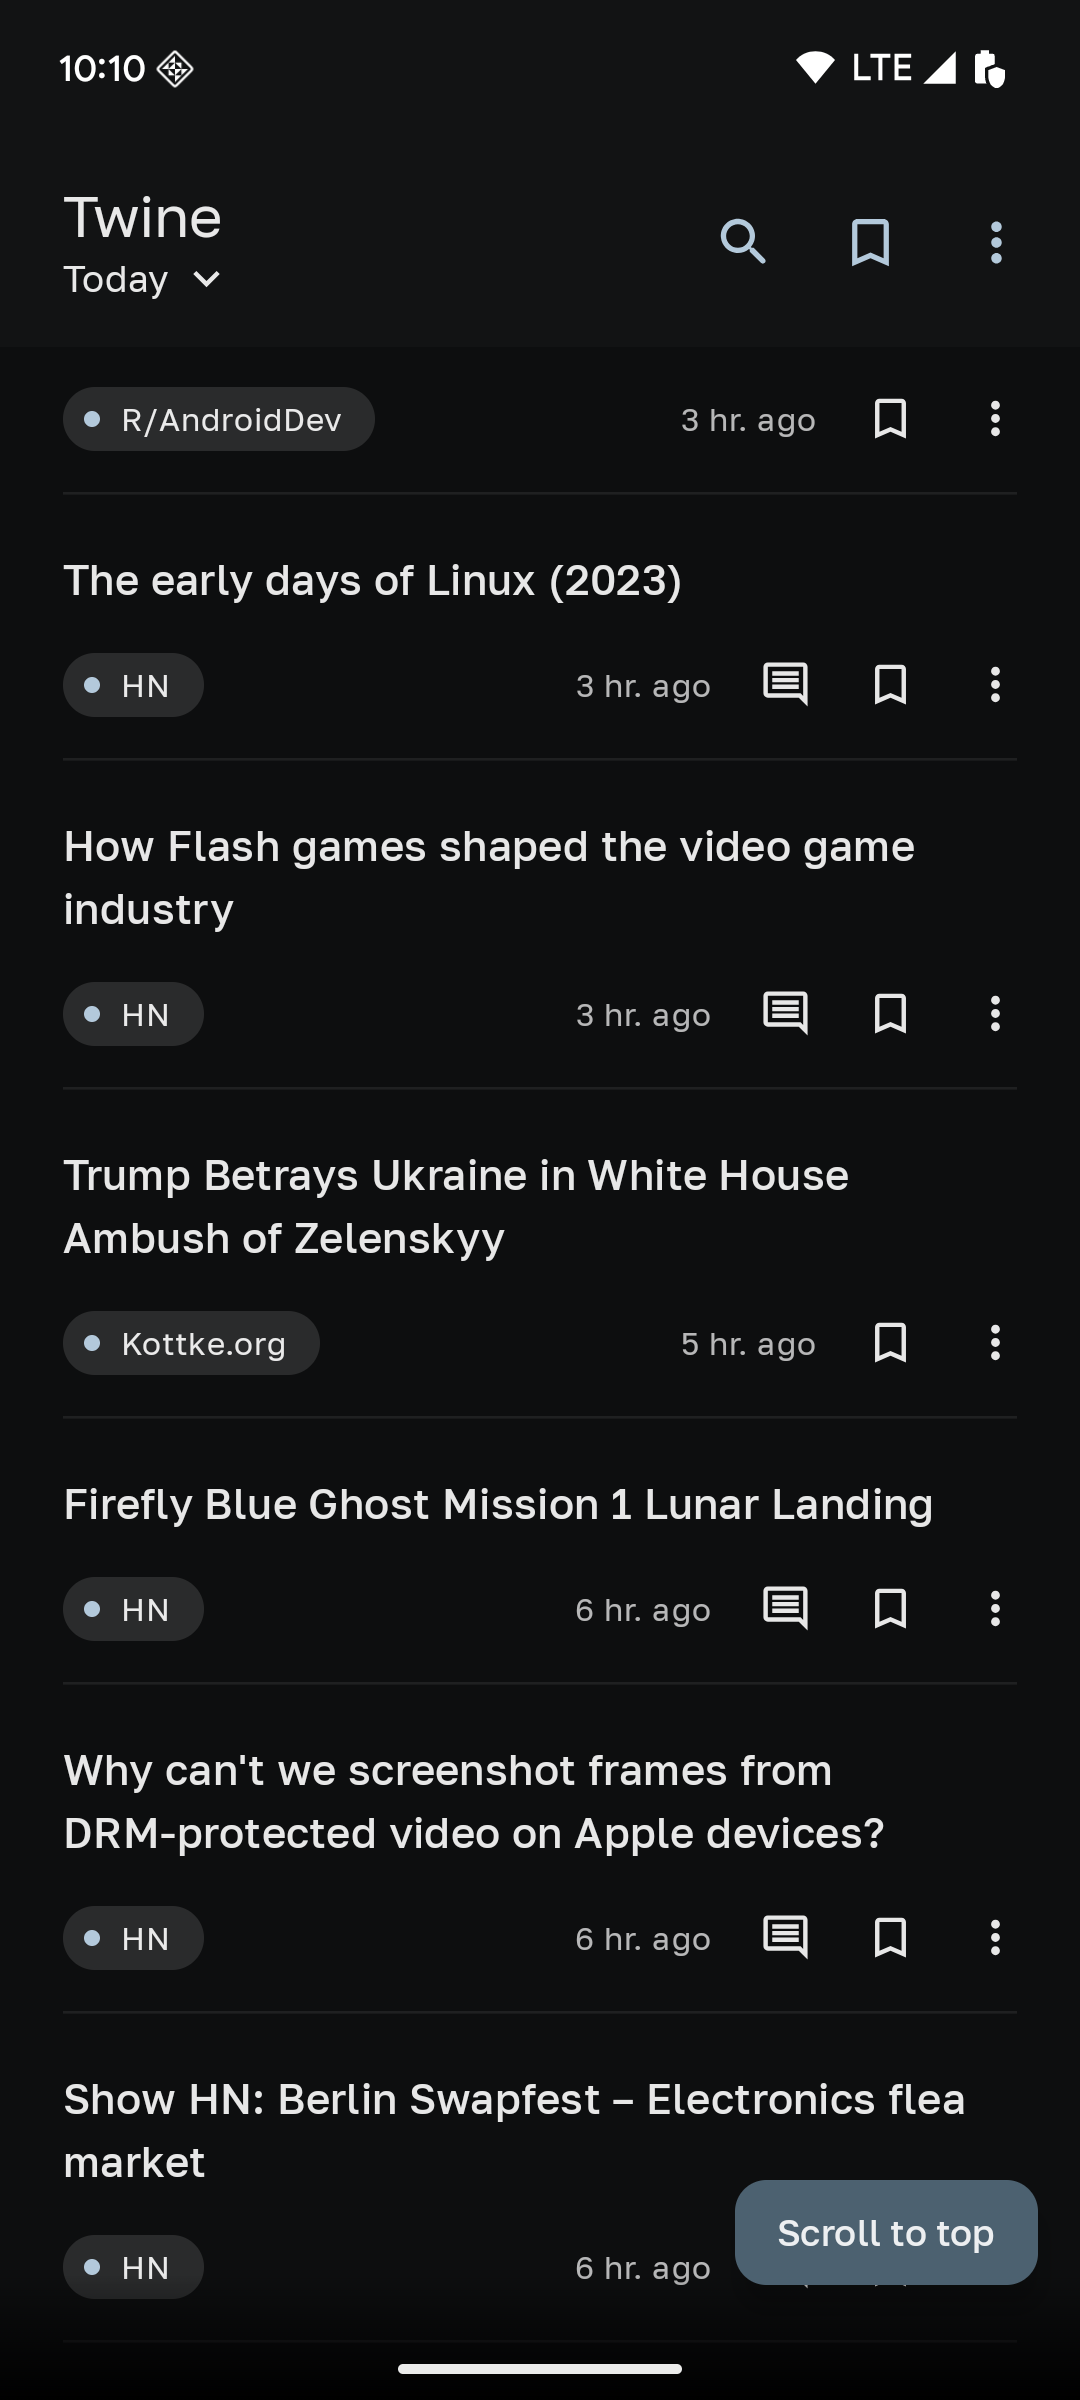 10:10
LTE
Twine
Today
R/AndroidDev
3 hr. ago
The early days of Linux (2023)
HN
3 hr. ago
How Flash games shaped the video game
industry
HN
3 hr. ago
Trump Betrays Ukraine in White House
Ambush of Zelenskyy
Kottke.org
5 hr. ago
Firefly Blue Ghost Mission 1 Lunar Landing
HN
6 hr. ago
Why can't we screenshot frames from
DRM-protected video on Apple devices?
HN
6 hr. ago
Show HN: Berlin Swapfest – Electronics flea
market
Scroll to top
HN
6 hr. ago